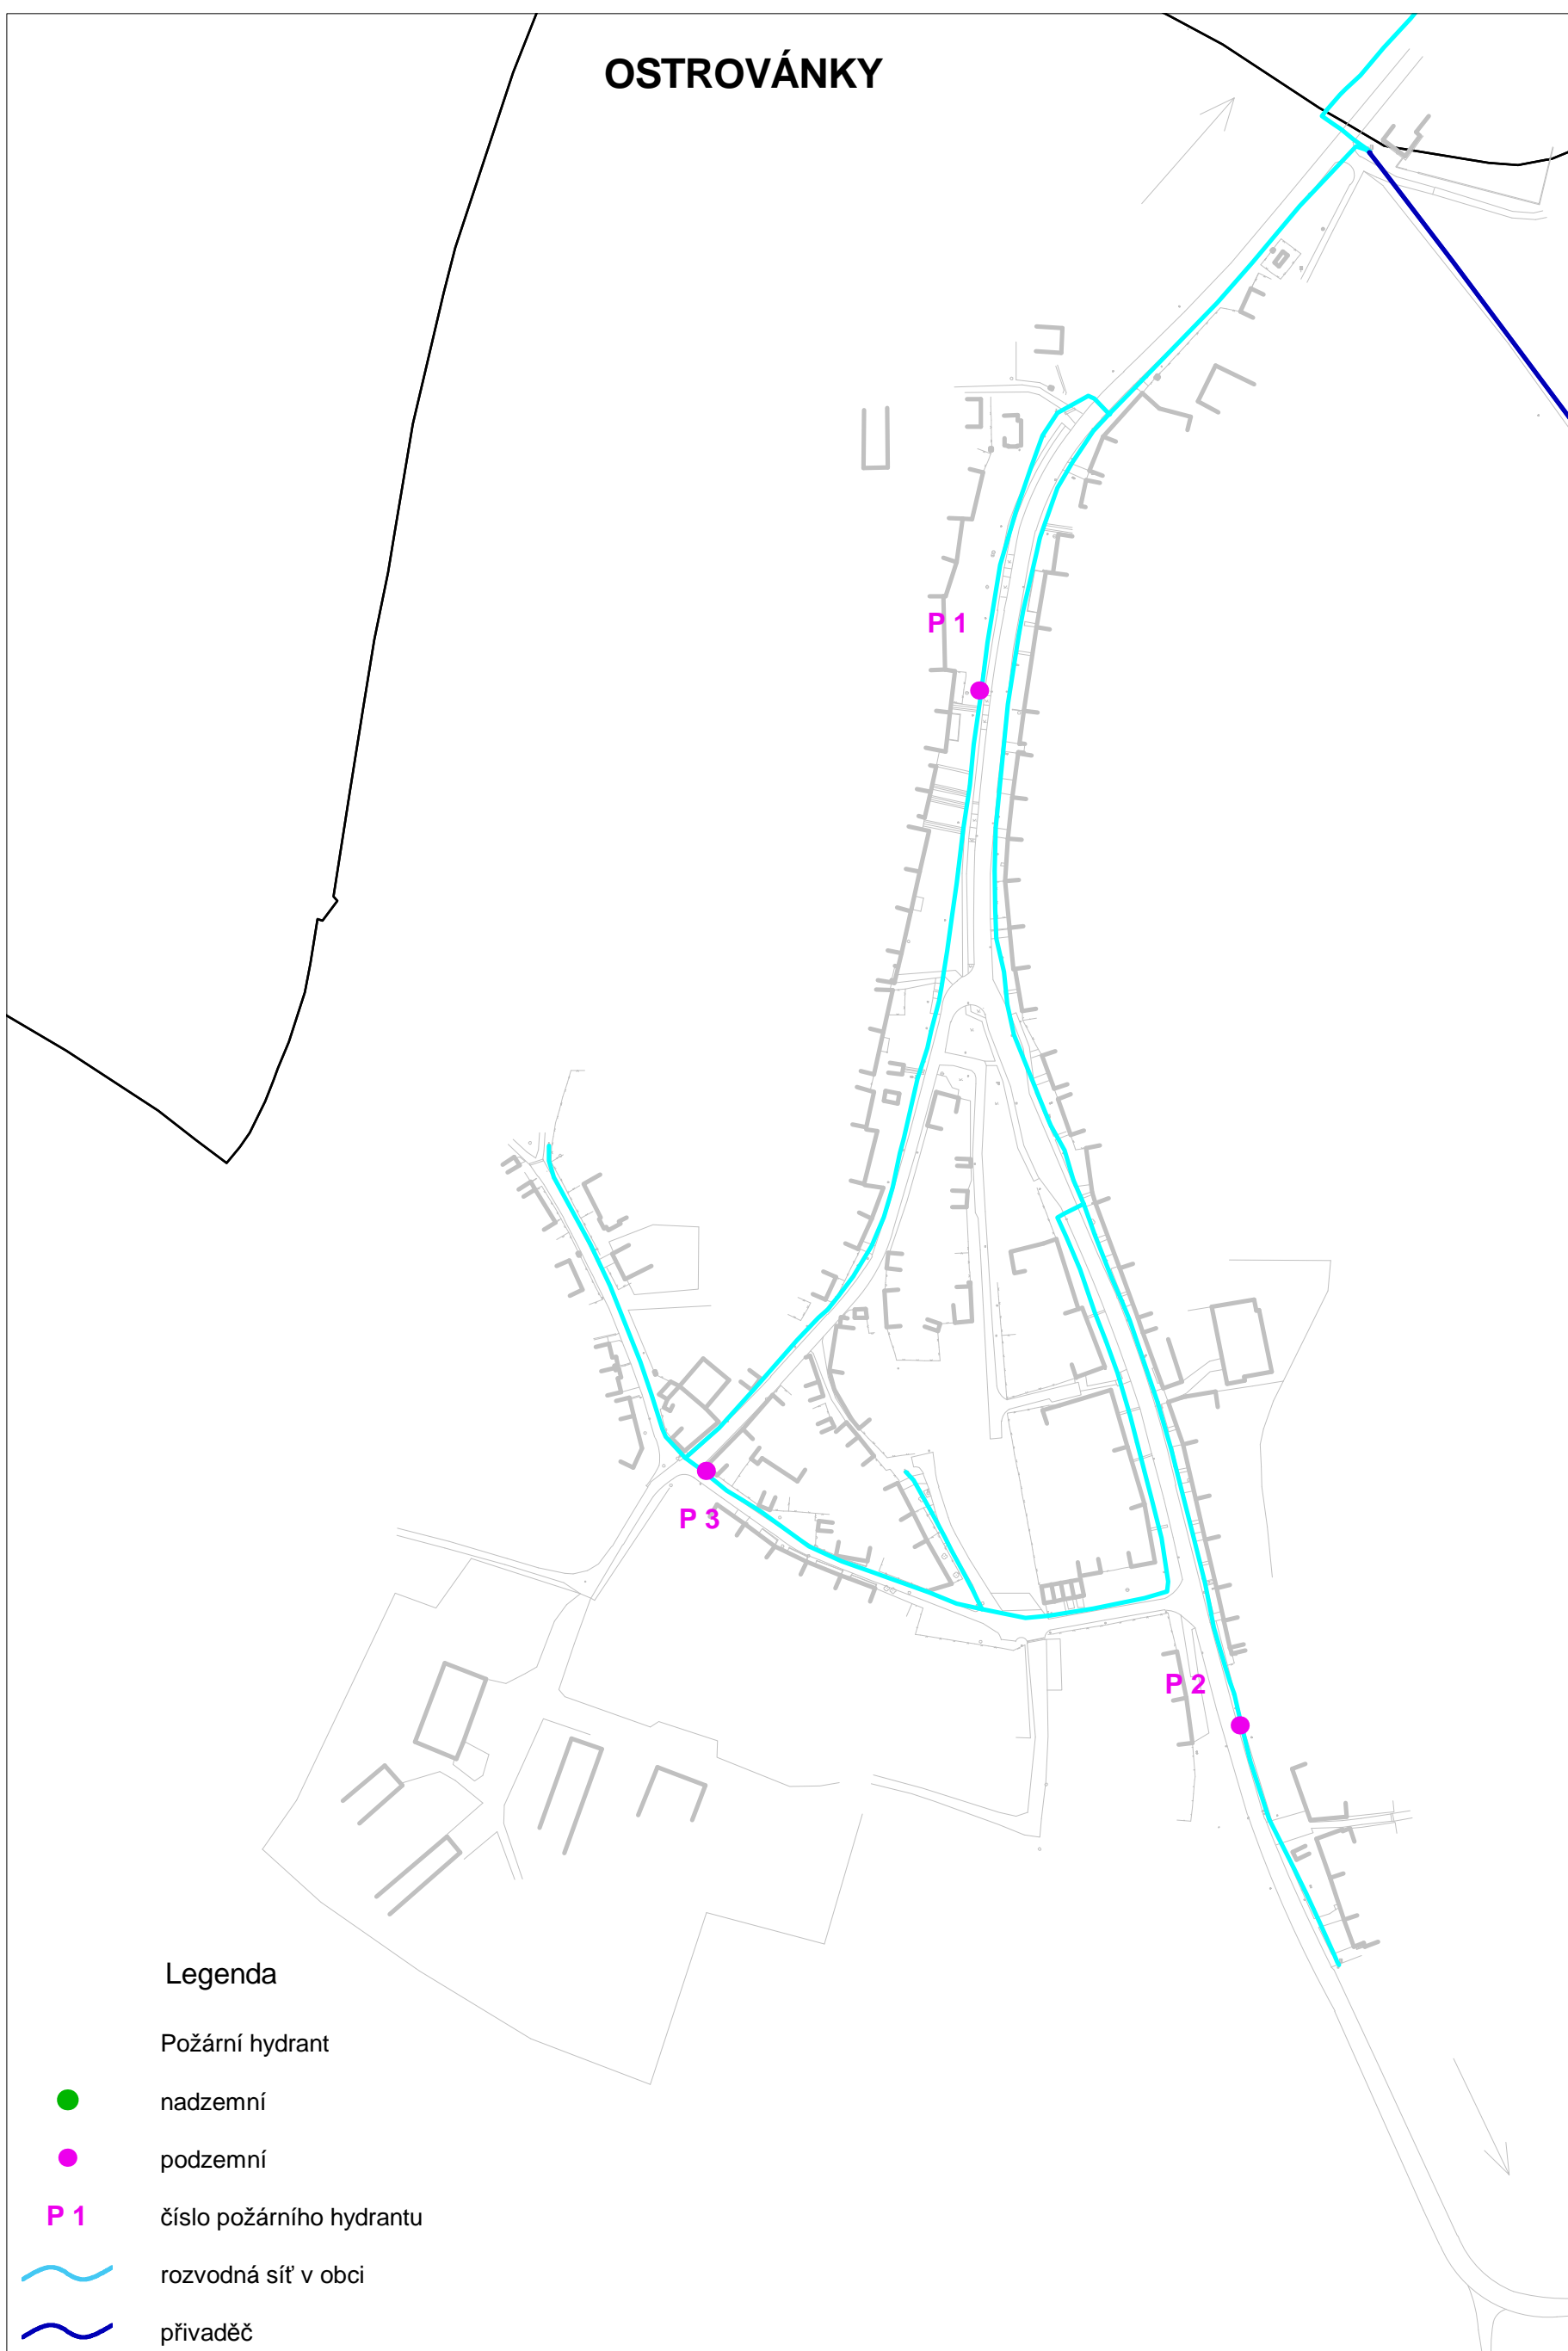 OSTROVÁNKY
P 1
P 3
P 2
Legenda
Požární hydrant
nadzemní
podzemní
P 1 číslo požárního hydrantu
rozvodná síť v obci
přivaděč